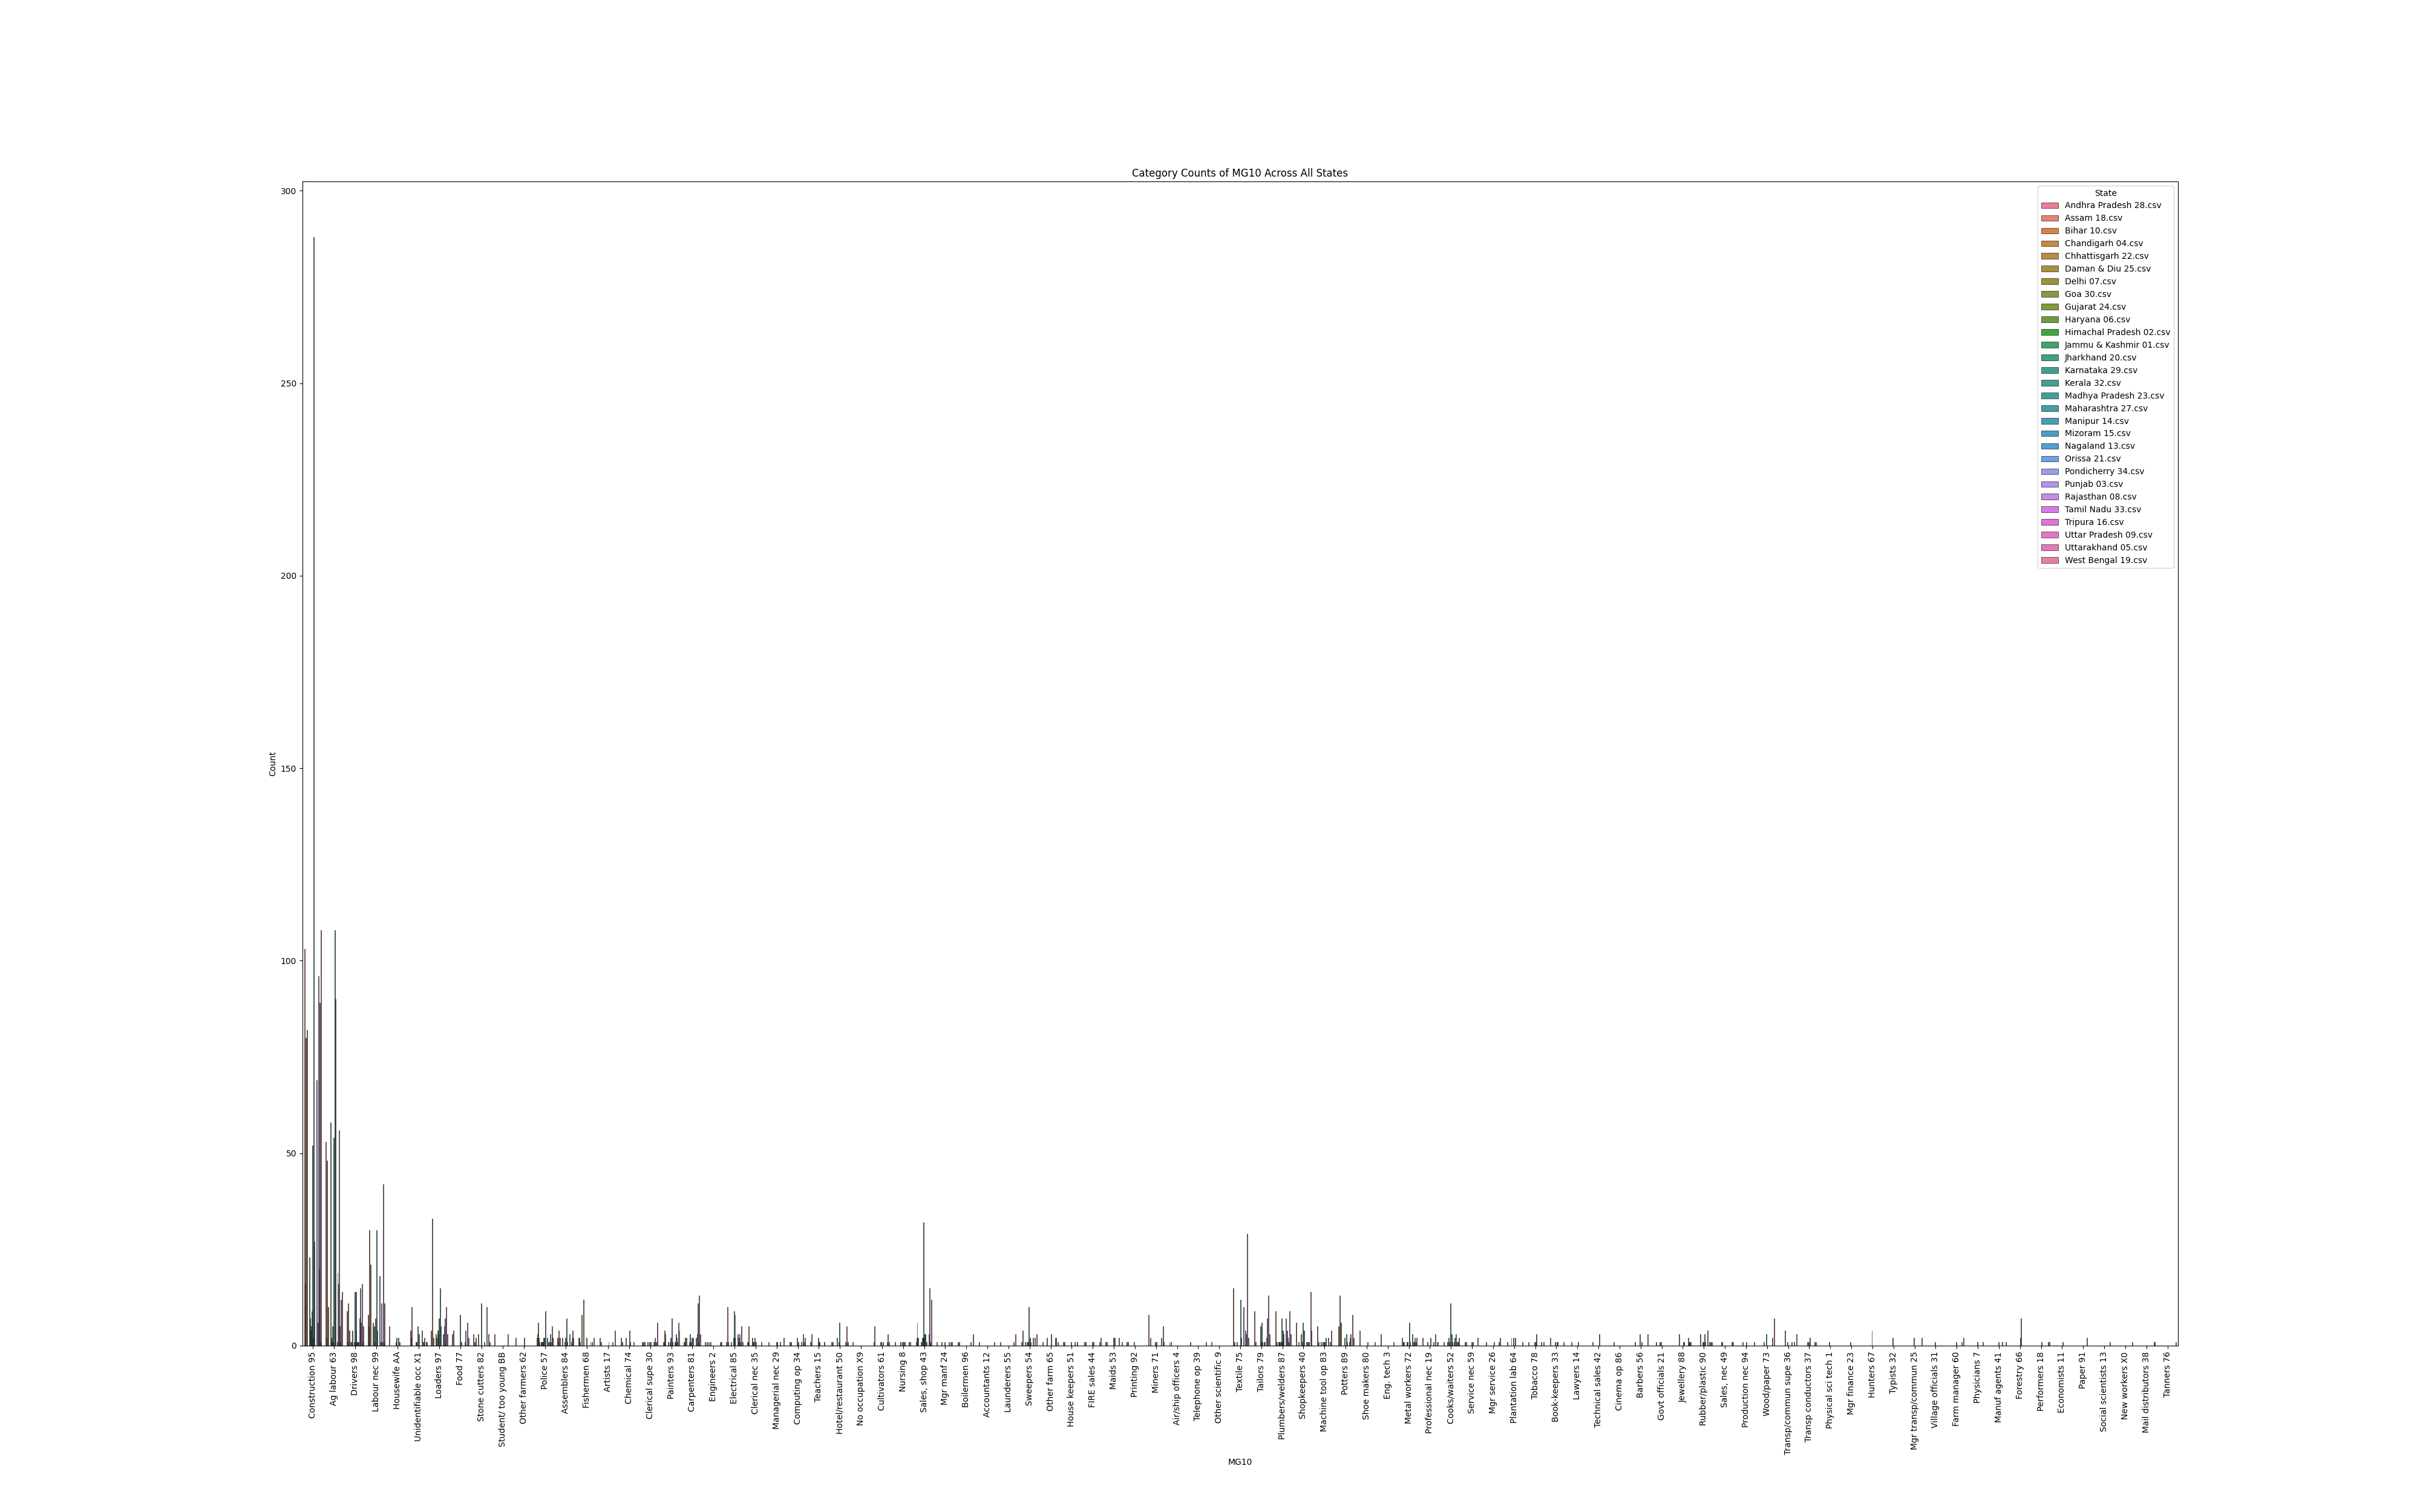 Category Counts of MG10 Across All States
300
250
200
150
100
50
0
Count
State
Andhra Pradesh 28.csv
Assam 18.csv
Bihar 10.csv
Chandigarh 04.csv
Chhattisgarh 22.csv
Daman & Diu 25.csv
Delhi 07.csv
Goa 30.csv
Gujarat 24.csv
Haryana 06.csv
Himachal Pradesh 02.csv
Jammu & Kashmir 01.csv
Jharkhand 20.csv
Karnataka 29.csv
Kerala 32.csv
Madhya Pradesh 23.csv
Maharashtra 27.csv
Manipur 14.csv
Mizoram 15.csv
Nagaland 13.csv
Orissa 21.csv
Pondicherry 34.csv
Punjab 03.csv
Rajasthan 08.csv
Tamil Nadu 33.csv
Tripura 16.csv
Uttar Pradesh 09.csv
Uttarakhand 05.csv
West Bengal 19.csv
Construction 95
Ag labour 63
Drivers 98
Labour nec 99
Housewife AA
Unidentifiable occ X1
Loaders 97
Food 77
Stone cutters 82
Student/ too young BB
Other farmers 62
Police 57
Assemblers 84
Fishermen 68
Artists 17
Chemical 74
Clerical supe 30
Painters 93
Carpenters 81
Engineers 2
Electrical 85
Clerical nec 35
Managerial nec 29
Computing op 34
Teachers 15
Hotel/restaurant 50
No occupation X9
Cultivators 61
Nursing 8
Sales, shop 43
Mgr manf 24
Boilermen 96
Accountants 12
Launderers 55
Sweepers 54
Other farm 65
House keepers 51
FIRE sales 44
Maids 53
Printing 92
Miners 71
Air/ship officers 4
Telephone op 39
Other scientific 9
Textile 75
Tailors 79
Plumbers/welders 87
Shopkeepers 40
Machine tool op 83
Potters 89
Shoe makers 80
Eng. tech 3
Metal workers 72
Professional nec 19
Cooks/waiters 52
Service nec 59
Mgr service 26
Plantation lab 64
Tobacco 78
Book-keepers 33
Lawyers 14
Technical sales 42
Cinema op 86
Barbers 56
Govt officials 21
Jewellery 88
Rubber/plastic 90
Sales, nec 49
Production nec 94
Wood/paper 73
Transp/commun supe 36
Transp conductors 37
Physical sci tech 1
Mgr finance 23
Hunters 67
Typists 32
Mgr transp/commun 25
Village officials 31
Farm manager 60
Physicians 7
Manuf agents 41
Forestry 66
Performers 18
Economists 11
Paper 91
Social scientists 13
New workers X0
Mail distributors 38
Tanners 76
MG10